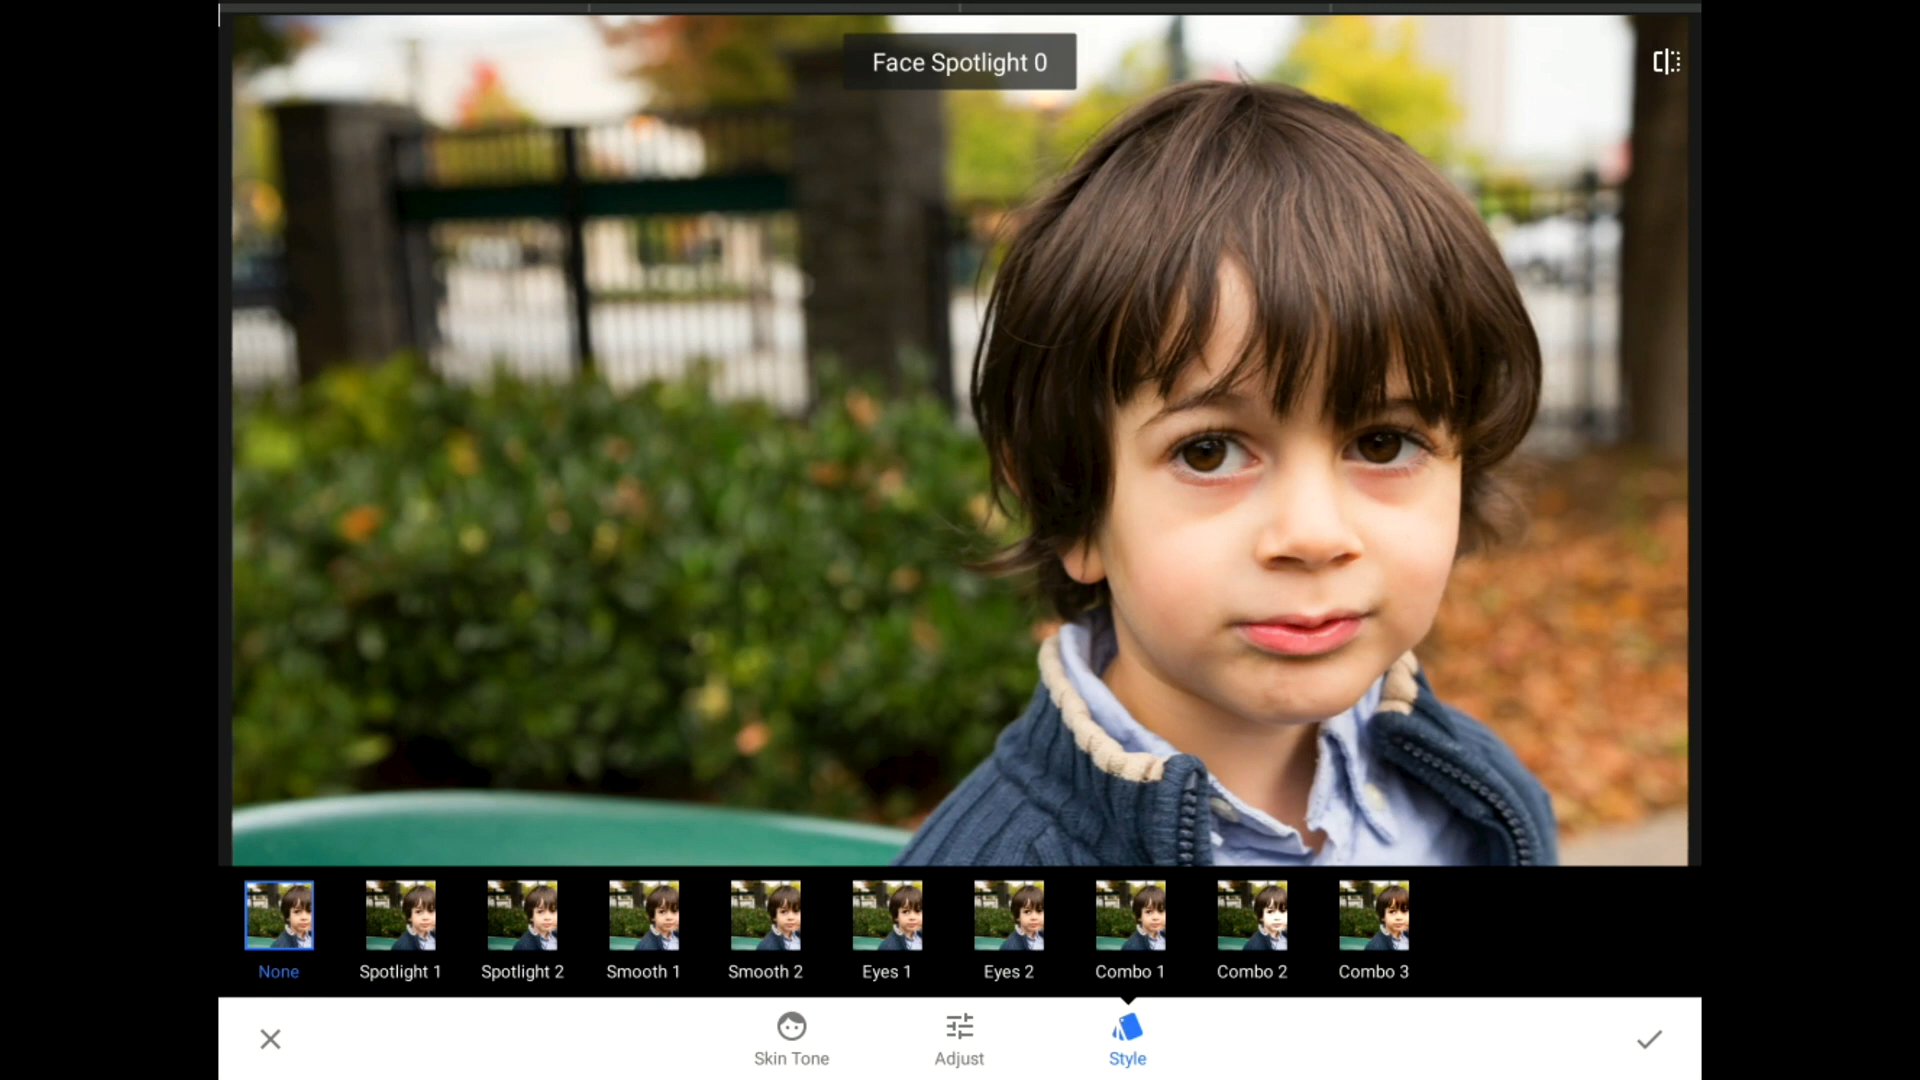 Face Spotlight 0
None
Spotlight 1
Spotlight 2
Smooth 1
Smooth 2
Eyes 1
Eyes 2
Combo 1
Combo 2
Combo 3
Skin Tone
Adjust
Style